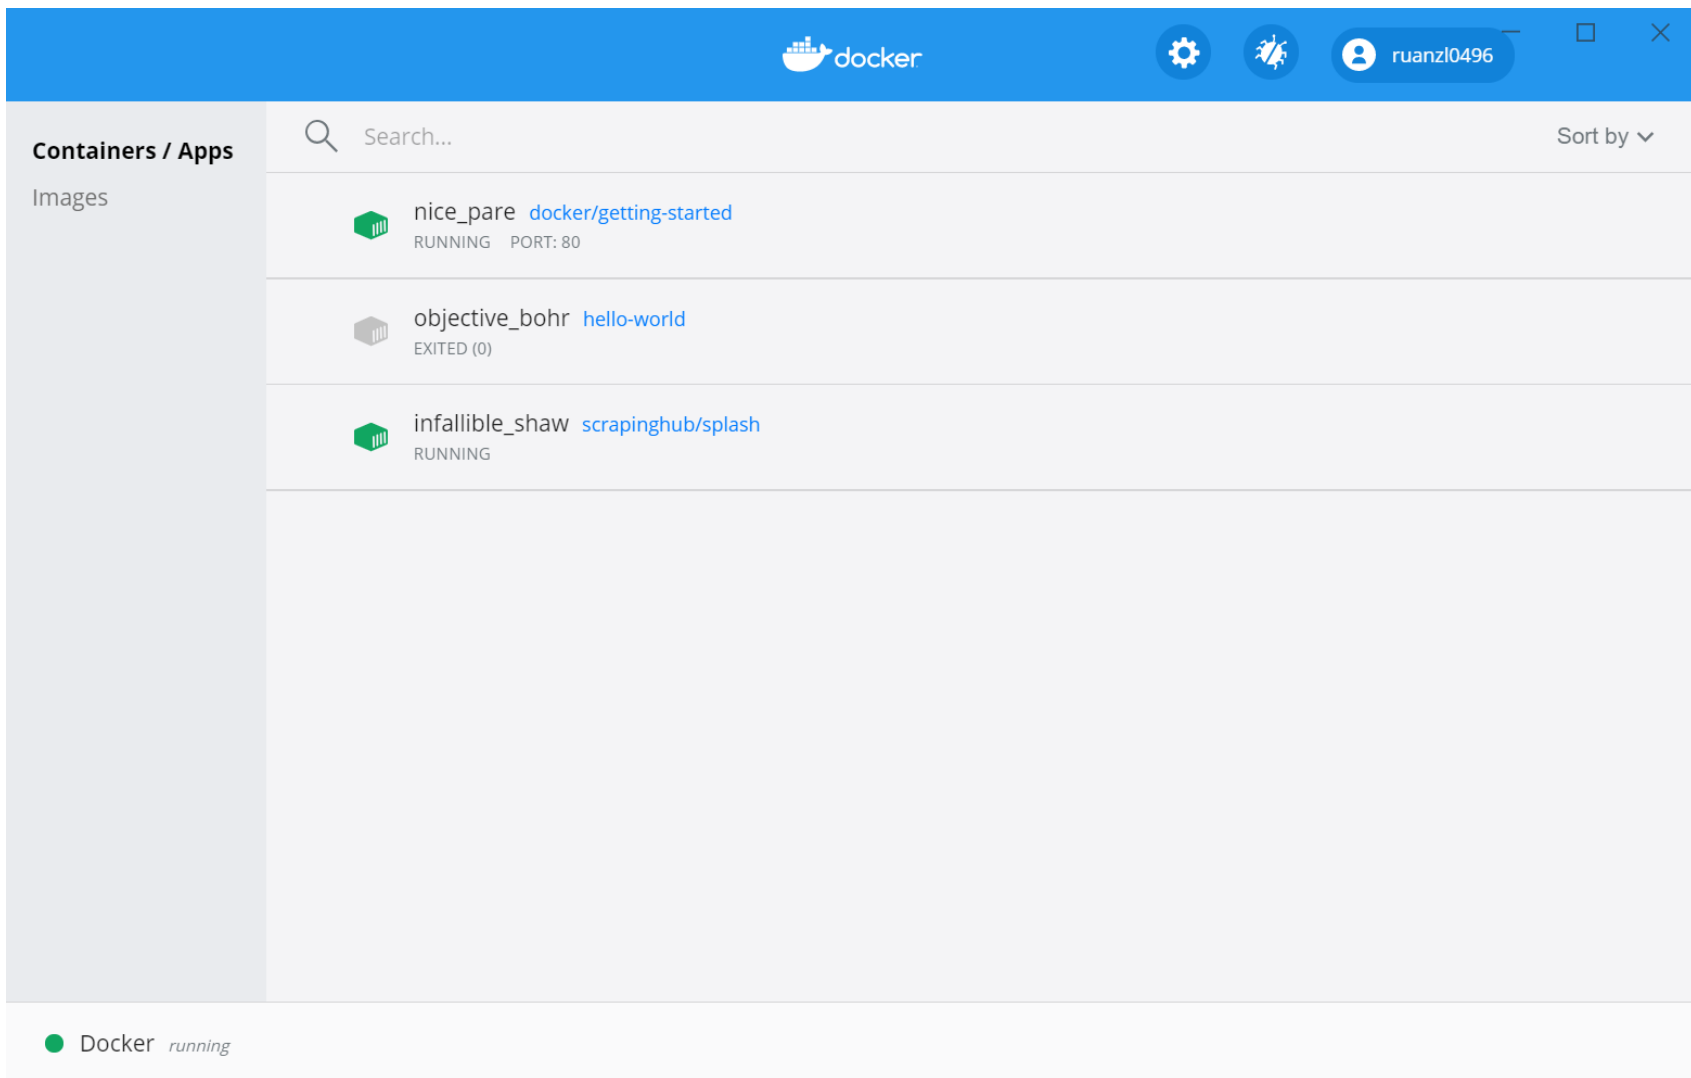 docker
ruanzl0496
Containers / Apps
Images
Search...
Sort by
nice_pare docker/getting-started
RUNNING PORT: 80
objective_bohr hello-world
EXITED (0)
infallible_shaw scrapinghub/splash
RUNNING
Docker running